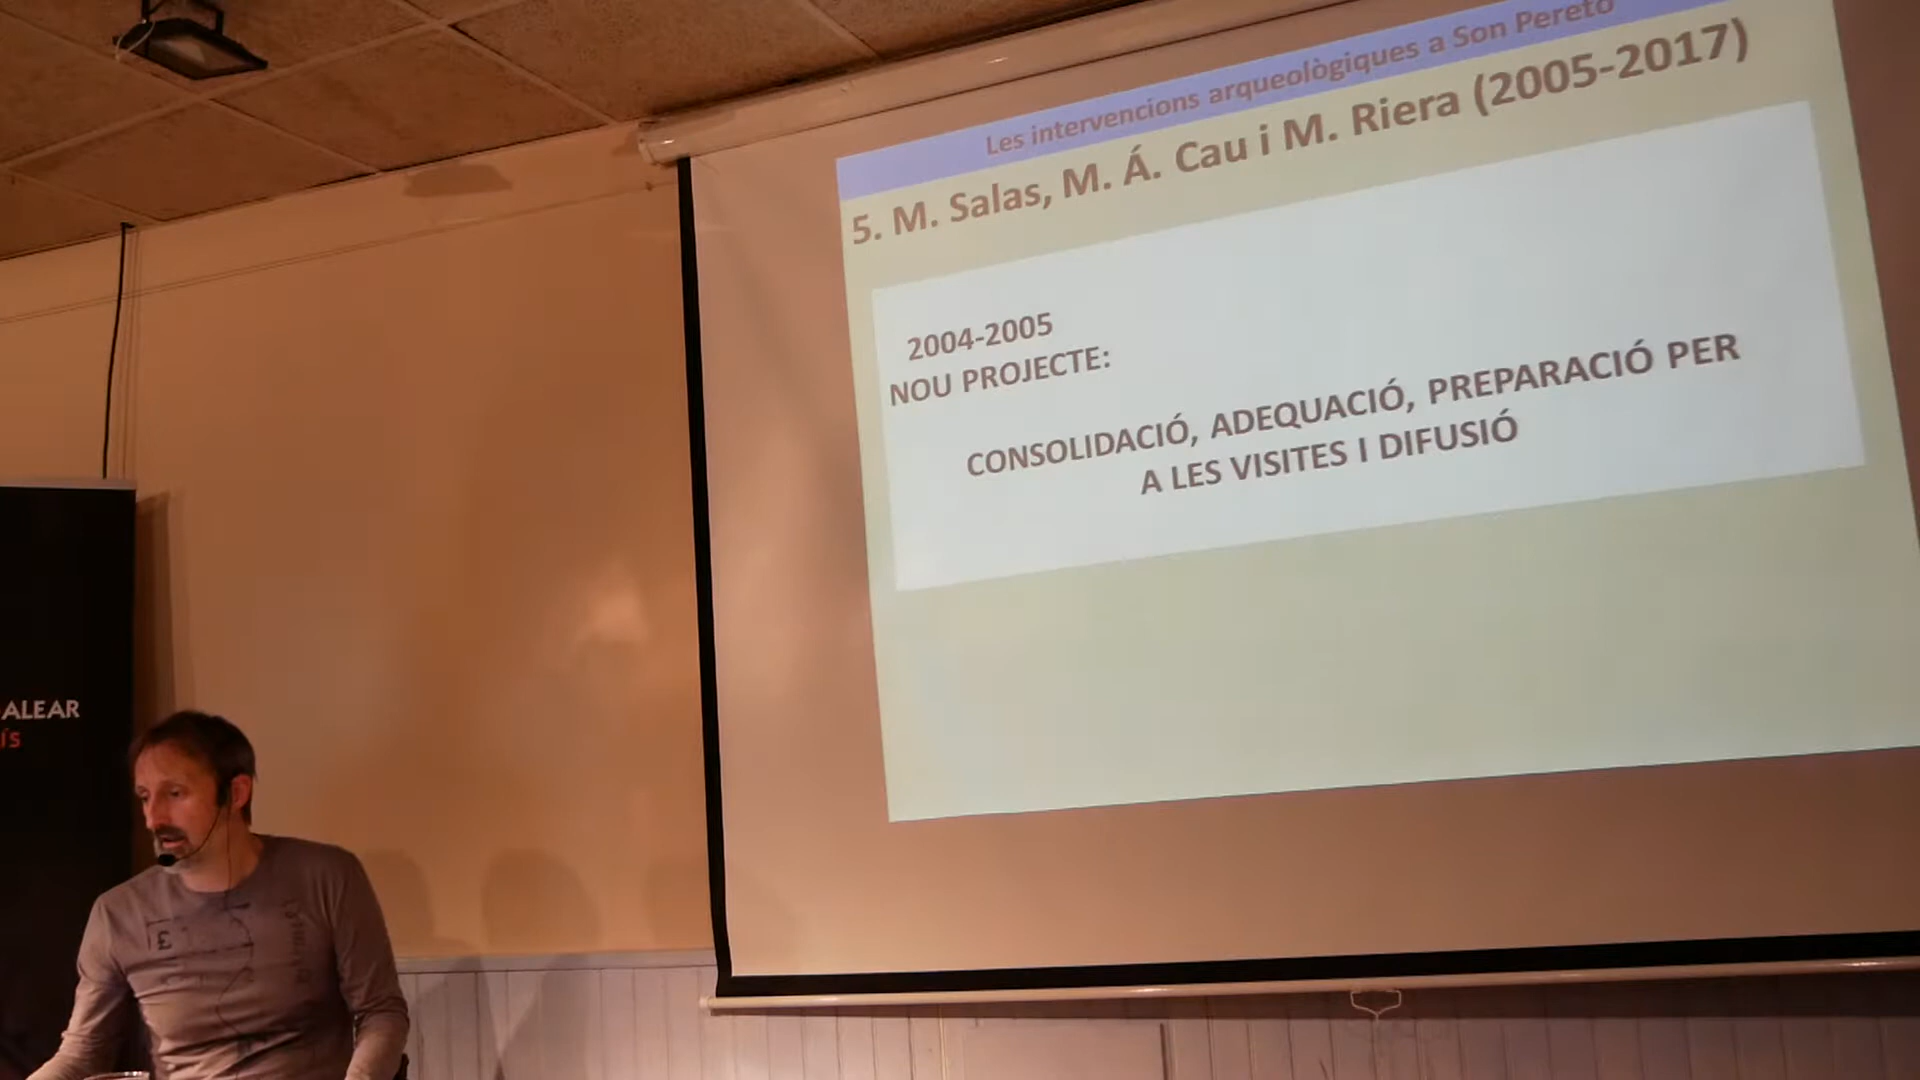 Les intervencions arqueològiques a Son Peretó
5. M. Salas, M. Á. Cau i M. Riera (2005-2017)
2004-2005
NOU PROJECTE:
CONSOLIDACIÓ, ADEQUACIÓ, PREPARACIÓ PER
A LES VISITES I DIFUSIÓ
ALEAR
ís
£